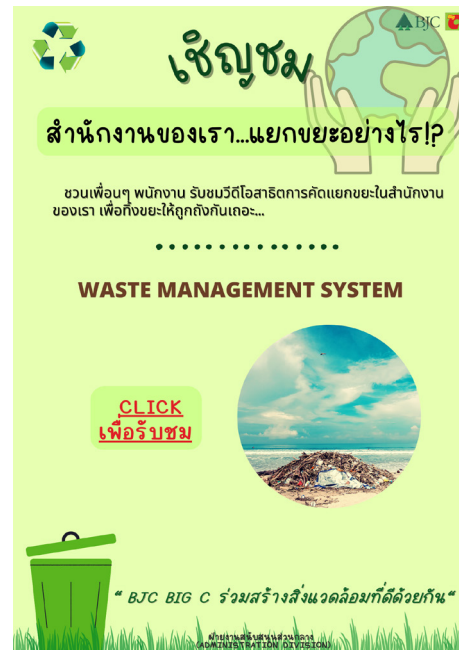 BJC
เชิญชม
สำนักงานของเรา...แยกขยะอย่างไร!?
ชวนเพื่อนๆ พนักงาน รับชมวีดีโอสาธิตการคัดแยกขยะในสำนักงาน
ของเรา เพื่อทิ้งขยะให้ถูกถังกันเถอะ...
WASTE MANAGEMENT SYSTEM
CLICK
เพื่อรับชม
“ BJC BIG C ร่วมสร้างสิ่งแวดล้อมที่ดีด้วยกัน“
ฝ่ายงานสนับสนุนส่วนกลาง
(ADMINISTRATION DIVISION)